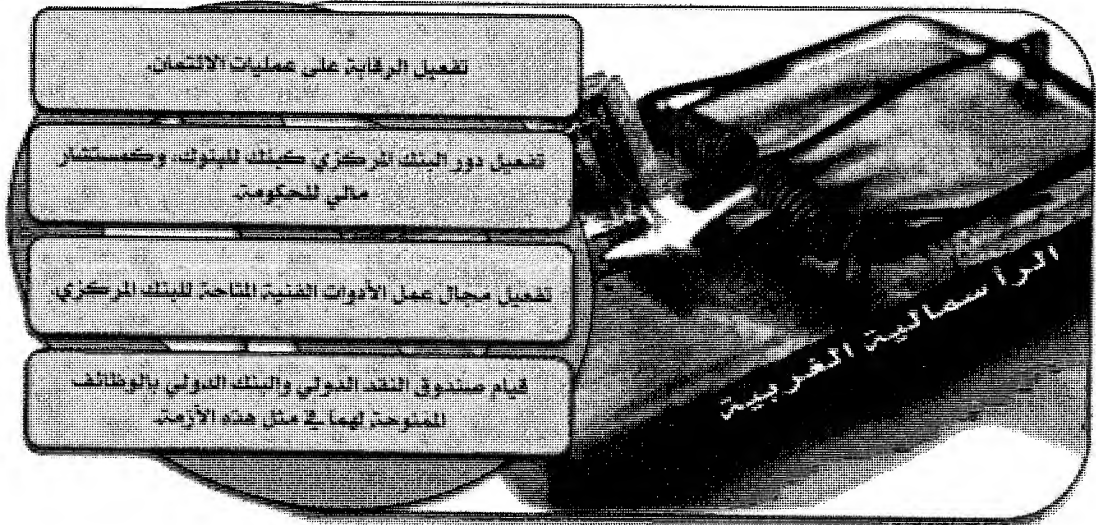 تفعيل الرقابة على عمليات الائتمان.
تفعيل دور البنك المركزي كبنك للبنوك، وكمستشار
مالي للحكومة.
تفعيل مجال عمل الأدوات الفنية المتاحة للبنك المركزي.
قيام صندوق النقد الدولي والبنك الدولي بالوظائف
الممنوحة لهما في مثل هذه الأزمة.
الرأسمالية الغربية